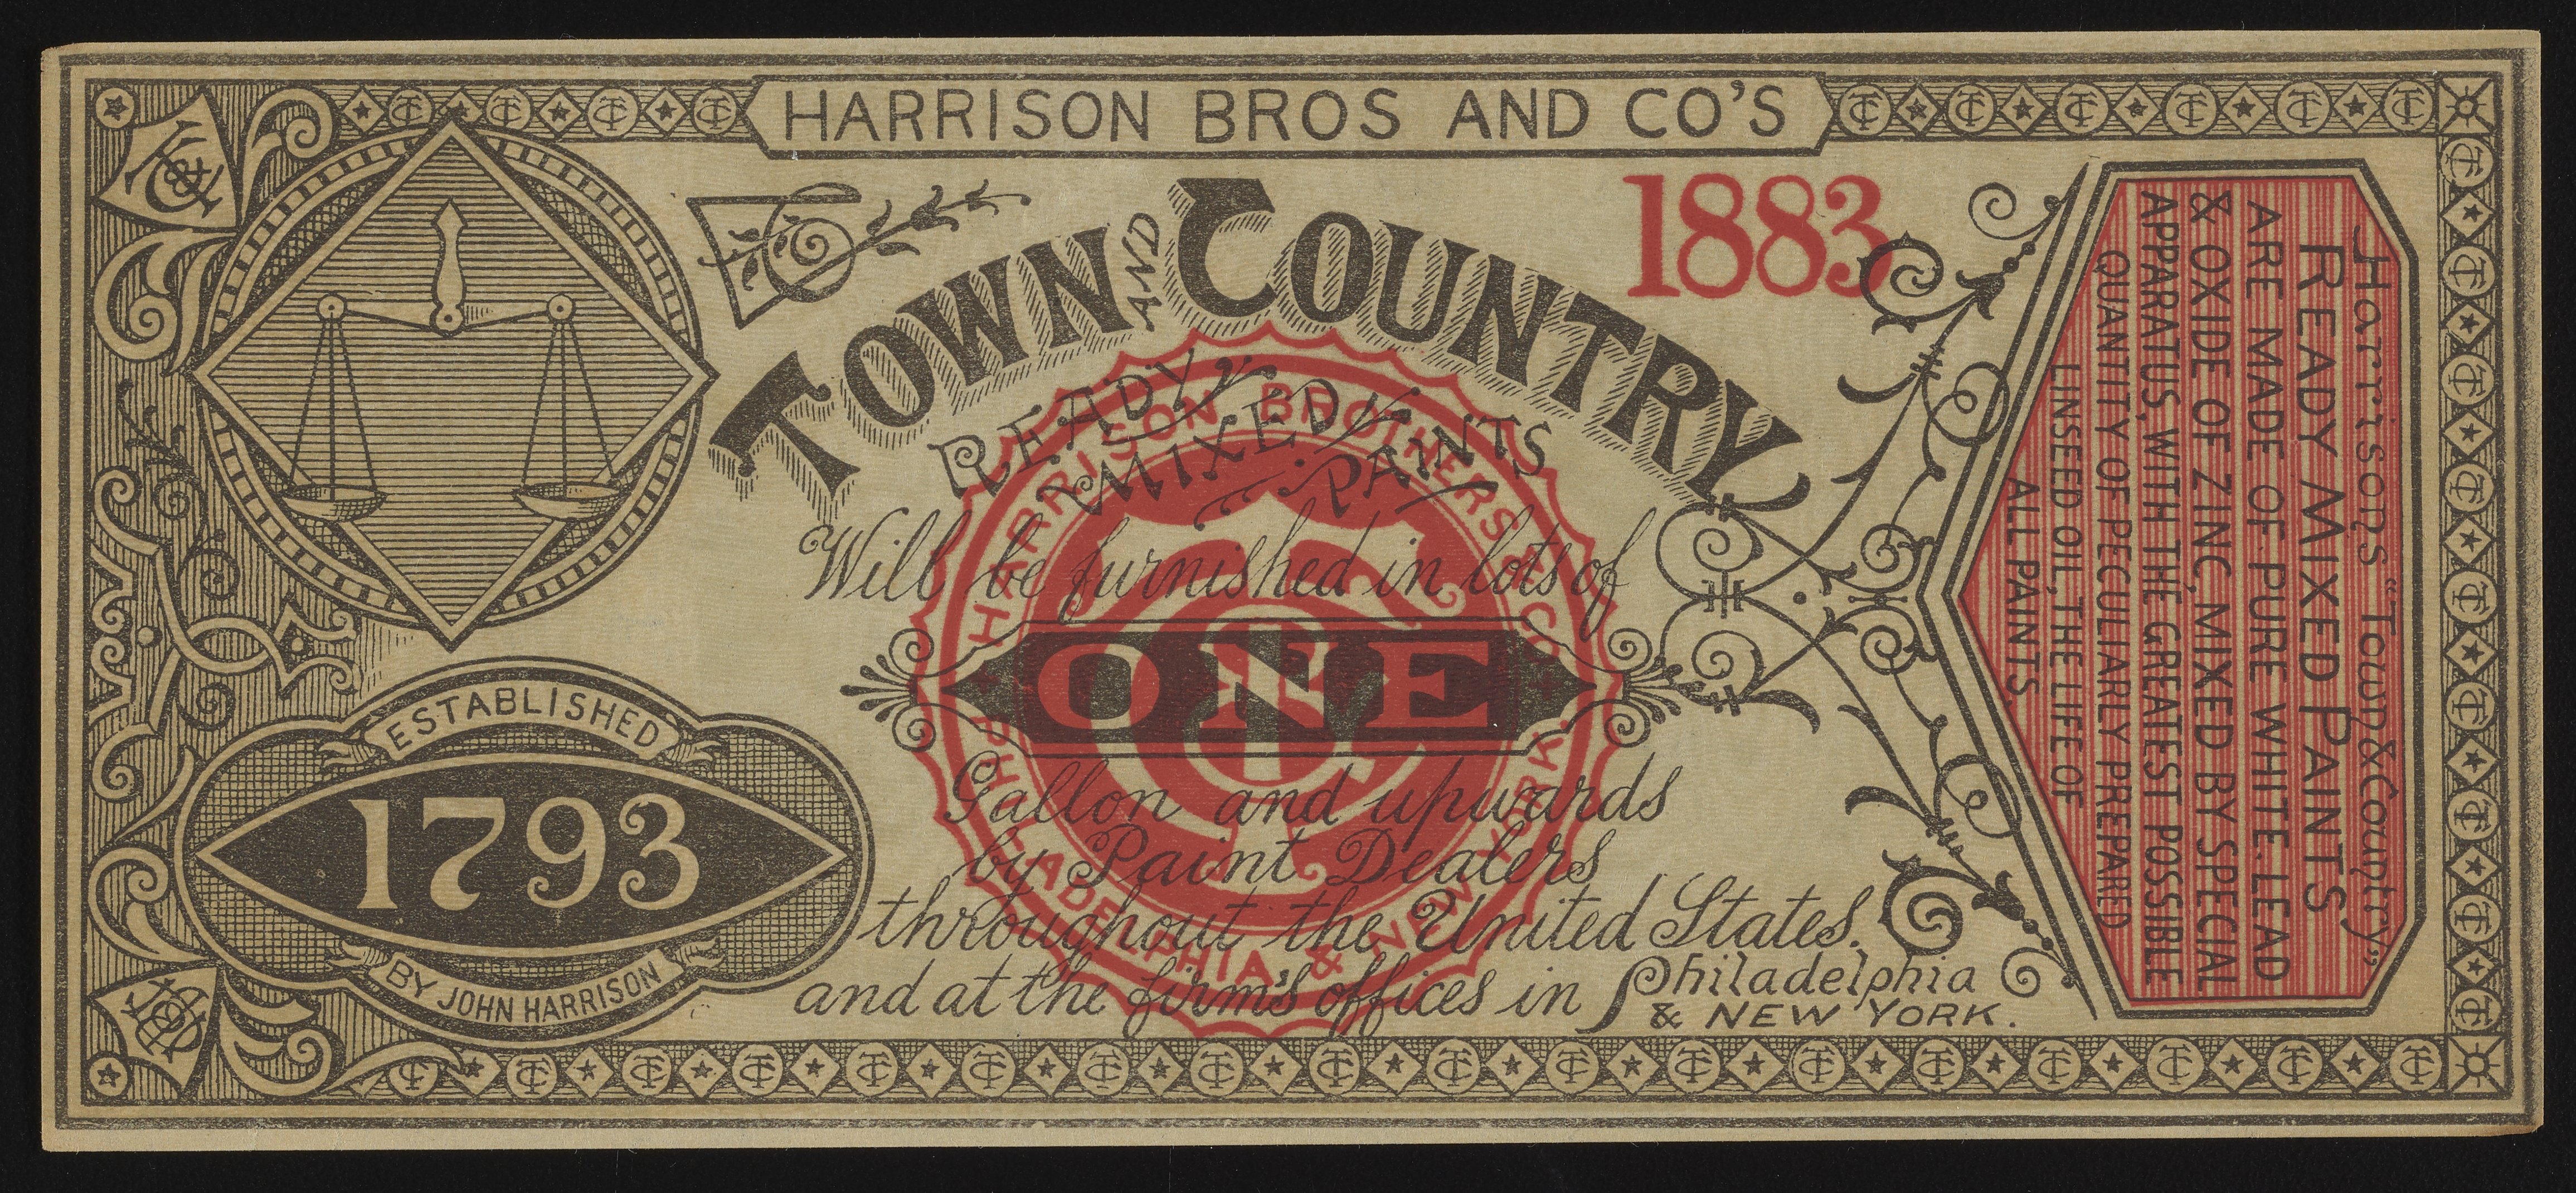 HARRISON BROS AND CO'S
1883
TOWN AND COUNTRY
READY
MIXED
PAINTS
Will be furnished in lots of
ONE
Gallon and upwards
by Paint Dealers
throughout the United States.
and at the firm's offices in Philadelphia
& NEW YORK.
ESTABLISHED
1793
BY JOHN HARRISON
HARRISON BROTHERS & CO.
PHILADELPHIA & NEW YORK
Harrisons "Town & Country"
READY MIXED PAINTS
ARE MADE OF PURE WHITE-LEAD
& OXIDE OF ZINC, MIXED BY SPECIAL
APPARATUS, WITH THE GREATEST POSSIBLE
QUANTITY OF PECULIARLY PREPARED
LINSEED OIL, THE LIFE OF
ALL PAINTS.